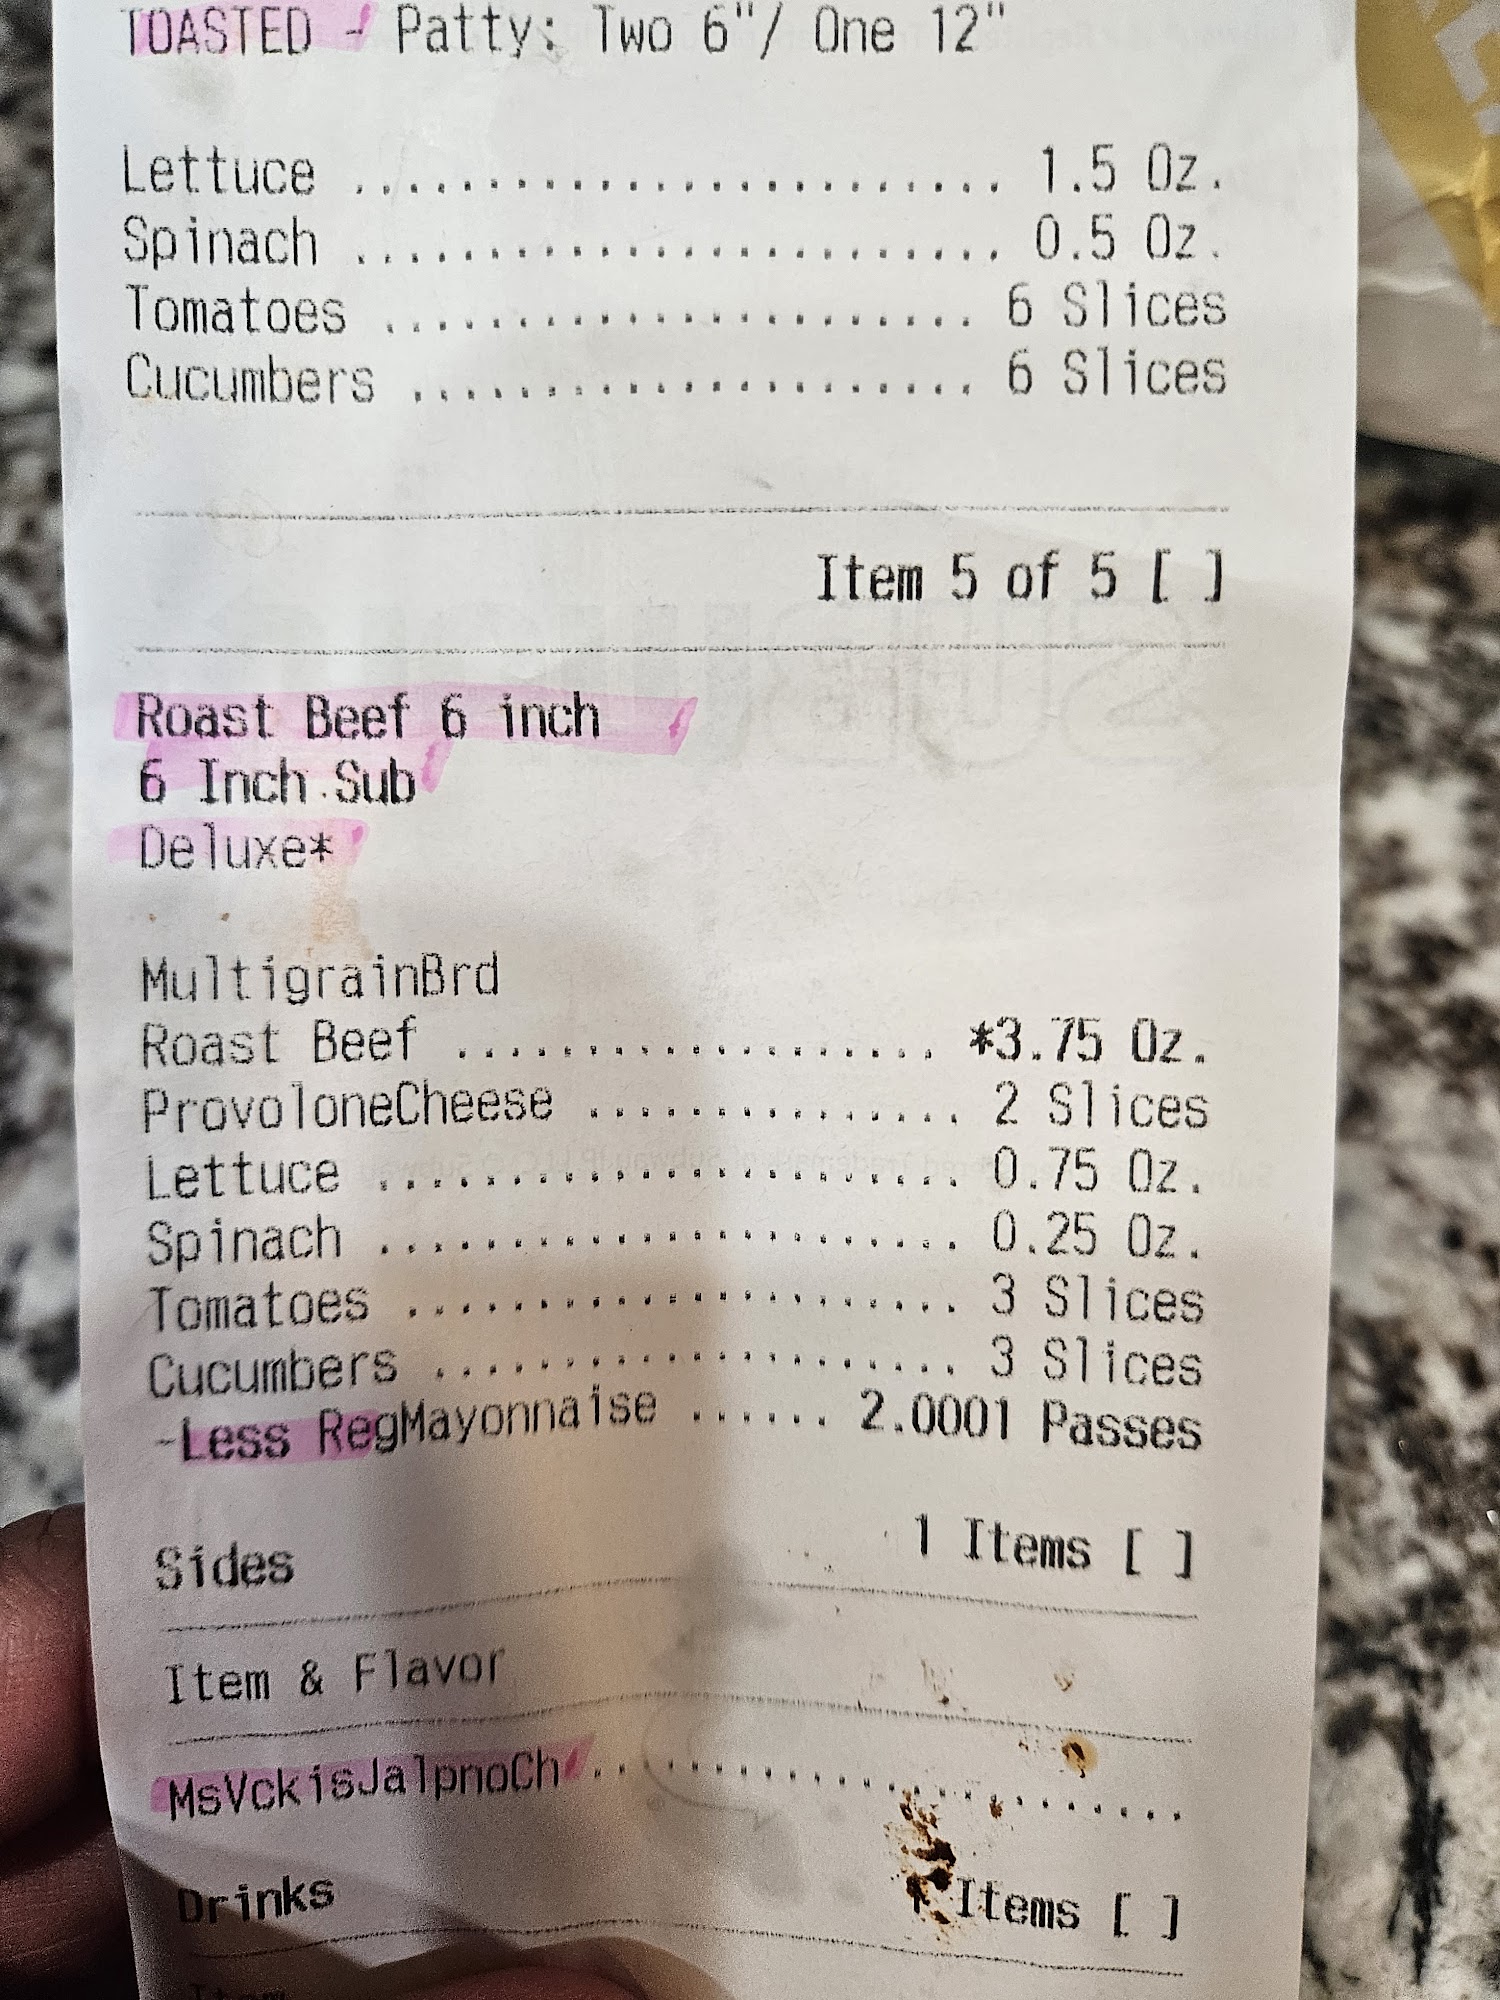 TOASTED - Patty: Two 6"/ One 12"
Lettuce ........................ 1.5 Oz.
Spinach ........................ 0.5 Oz.
Tomatoes ...................... 6 Slices
Cucumbers ..................... 6 Slices
Item 5 of 5 [ ]
Roast Beef 6 inch
6 Inch Sub
Deluxe*
MultigrainBrd
Roast Beef .................. *3.75 Oz.
ProvoloneCheese .............. 2 Slices
Lettuce ...................... 0.75 Oz.
Spinach ...................... 0.25 Oz.
Tomatoes ..................... 3 Slices
Cucumbers .................... 3 Slices
-Less RegMayonnaise ...... 2.0001 Passes
Sides 1 Items [ ]
Item & Flavor
MsVckisJalpnoCh ......................
Drinks 1 Items [ ]
Item